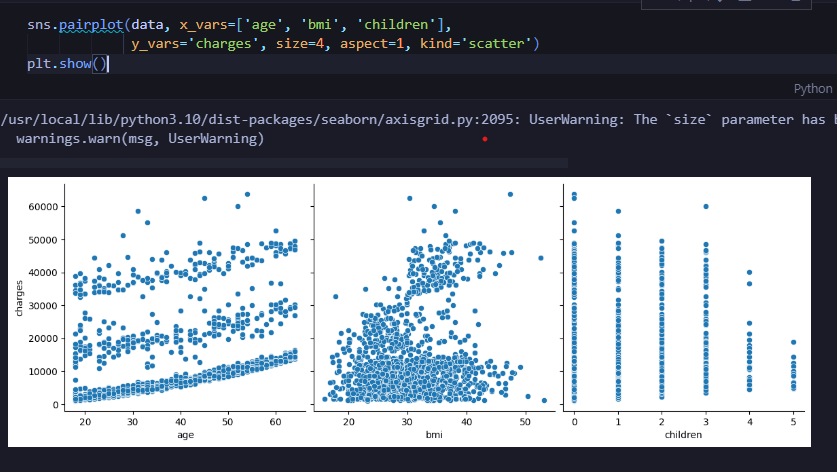 sns.pairplot(data, x_vars=['age', 'bmi', 'children'],
y_vars='charges', size=4, aspect=1, kind='scatter')
plt.show()
Python
/usr/local/lib/python3.10/dist-packages/seaborn/axisgrid.py:2095: UserWarning: The `size` parameter has
warnings.warn(msg, UserWarning)
60000
50000
40000
30000
20000
10000
0
charges
20 30 40 50 60
age
20 30 40 50
bmi
0 1 2 3 4 5
children